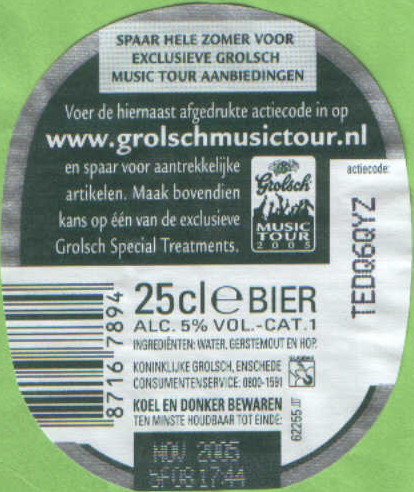 SPAAR HELE ZOMER VOOR
EXCLUSIEVE GROLSCH
MUSIC TOUR AANBIEDINGEN
Voer de hiernaast afgedrukte actiecode in op
www.grolschmusictour.nl
en spaar voor aantrekkelijke
artikelen. Maak bovendien
kans op één van de exclusieve
Grolsch Special Treatments.
Grolsch
MUSIC
TOUR
2005
actiecode:
TEDQ6QYZ
8716 7894
25cl℮BIER
ALC. 5% VOL.-CAT.1
INGREDIËNTEN: WATER, GERSTEMOUT EN HOP.
KONINKLIJKE GROLSCH, ENSCHEDE
CONSUMENTENSERVICE: 0800-1591
KOEL EN DONKER BEWAREN
TEN MINSTE HOUDBAAR TOT EINDE:
62255
NOV 2005
17:44